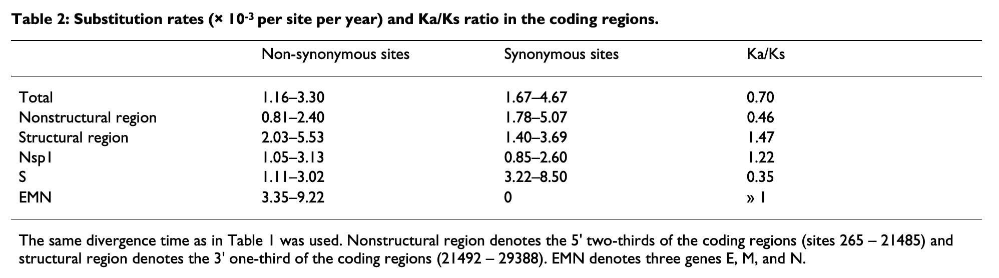 Table 2: Substitution rates (× 10-3 per site per year) and Ka/Ks ratio in the coding regions.
Non-synonymous sites Synonymous sites Ka/Ks
Total 1.16–3.30 1.67–4.67 0.70
Nonstructural region 0.81–2.40 1.78–5.07 0.46
Structural region 2.03–5.53 1.40–3.69 1.47
Nsp1 1.05–3.13 0.85–2.60 1.22
S 1.11–3.02 3.22–8.50 0.35
EMN 3.35–9.22 0 » 1
The same divergence time as in Table 1 was used. Nonstructural region denotes the 5' two-thirds of the coding regions (sites 265 – 21485) and
structural region denotes the 3' one-third of the coding regions (21492 – 29388). EMN denotes three genes E, M, and N.